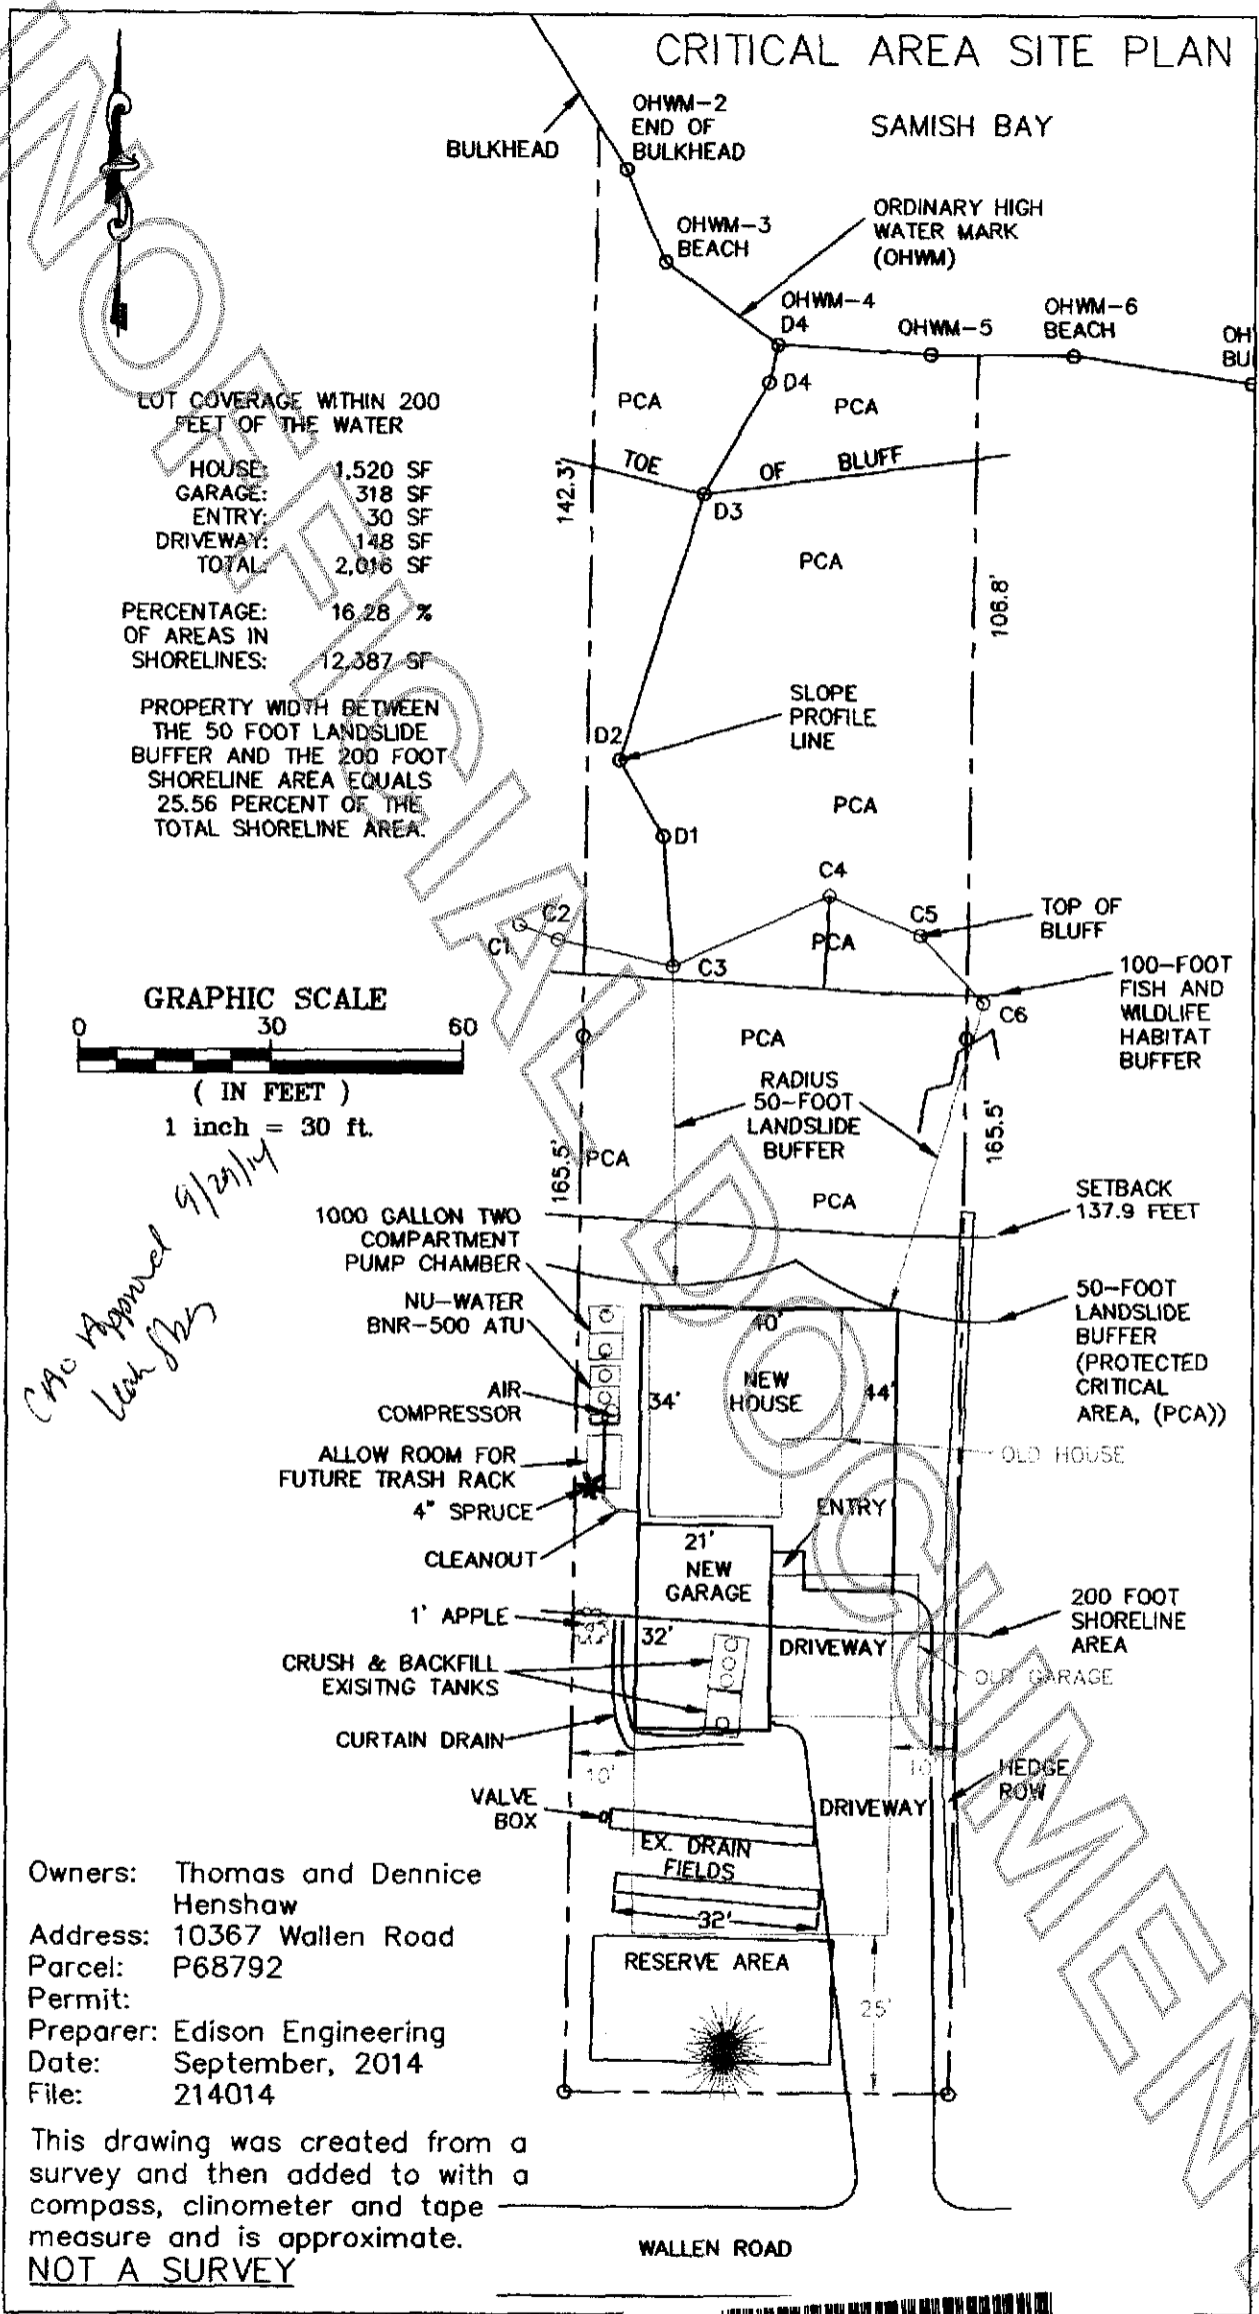 CRITICAL AREA SITE PLAN
SAMISH BAY
OHWM-2
END OF
BULKHEAD
BULKHEAD
OHWM-3
BEACH
ORDINARY HIGH
WATER MARK
(OHWM)
OHWM-4
D4
OHWM-5
OHWM-6
BEACH
OH
BU
D4
PCA
PCA
TOE OF BLUFF
D3
142.3'
PCA
106.8'
LOT COVERAGE WITHIN 200
FEET OF THE WATER
HOUSE: 1,520 SF
GARAGE: 318 SF
ENTRY: 30 SF
DRIVEWAY: 148 SF
TOTAL: 2,016 SF
PERCENTAGE: 16.28 %
OF AREAS IN
SHORELINES: 12,387 SF
PROPERTY WIDTH BETWEEN
THE 50 FOOT LANDSLIDE
BUFFER AND THE 200 FOOT
SHORELINE AREA EQUALS
25.56 PERCENT OF THE
TOTAL SHORELINE AREA.
SLOPE
PROFILE
LINE
D2
PCA
D1
C4
C1
C2
C3
PCA
C5
TOP OF
BLUFF
C6
100-FOOT
FISH AND
WILDLIFE
HABITAT
BUFFER
GRAPHIC SCALE
0 30 60
( IN FEET )
1 inch = 30 ft.
PCA
RADIUS
50-FOOT
LANDSLIDE
BUFFER
165.5'
165.5'
PCA
PCA
SETBACK
137.9 FEET
CAO Approved 9/29/14
1000 GALLON TWO
COMPARTMENT
PUMP CHAMBER
NU-WATER
BNR-500 ATU
AIR
COMPRESSOR
ALLOW ROOM FOR
FUTURE TRASH RACK
4" SPRUCE
CLEANOUT
1' APPLE
CRUSH & BACKFILL
EXISITNG TANKS
CURTAIN DRAIN
VALVE
BOX
50-FOOT
LANDSLIDE
BUFFER
(PROTECTED
CRITICAL
AREA, (PCA))
40'
NEW
HOUSE
34'
44'
OLD HOUSE
ENTRY
21'
NEW
GARAGE
32'
200 FOOT
SHORELINE
AREA
DRIVEWAY
OLD GARAGE
10'
10'
HEDGE
ROW
DRIVEWAY
EX. DRAIN
FIELDS
32'
RESERVE AREA
25'
Owners: Thomas and Dennice
Henshaw
Address: 10367 Wallen Road
Parcel: P68792
Permit:
Preparer: Edison Engineering
Date: September, 2014
File: 214014
This drawing was created from a
survey and then added to with a
compass, clinometer and tape
measure and is approximate.
NOT A SURVEY
WALLEN ROAD
UNOFFICIAL DOCUMENT